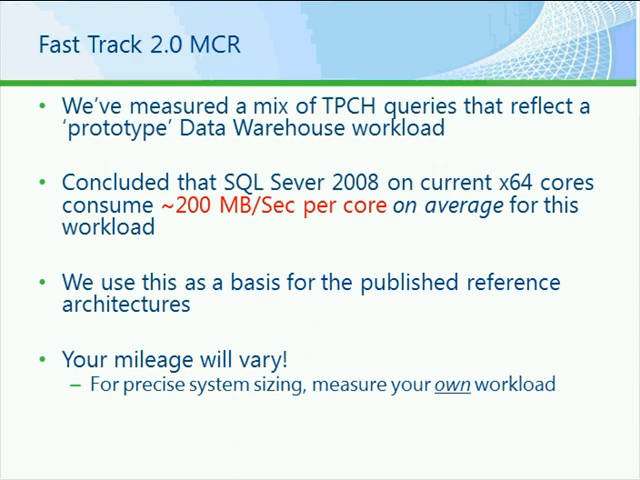 Fast Track 2.0 MCR
• We've measured a mix of TPCH queries that reflect a
'prototype' Data Warehouse workload
• Concluded that SQL Sever 2008 on current x64 cores
consume ~200 MB/Sec per core on average for this
workload
• We use this as a basis for the published reference
architectures
• Your mileage will vary!
– For precise system sizing, measure your own workload